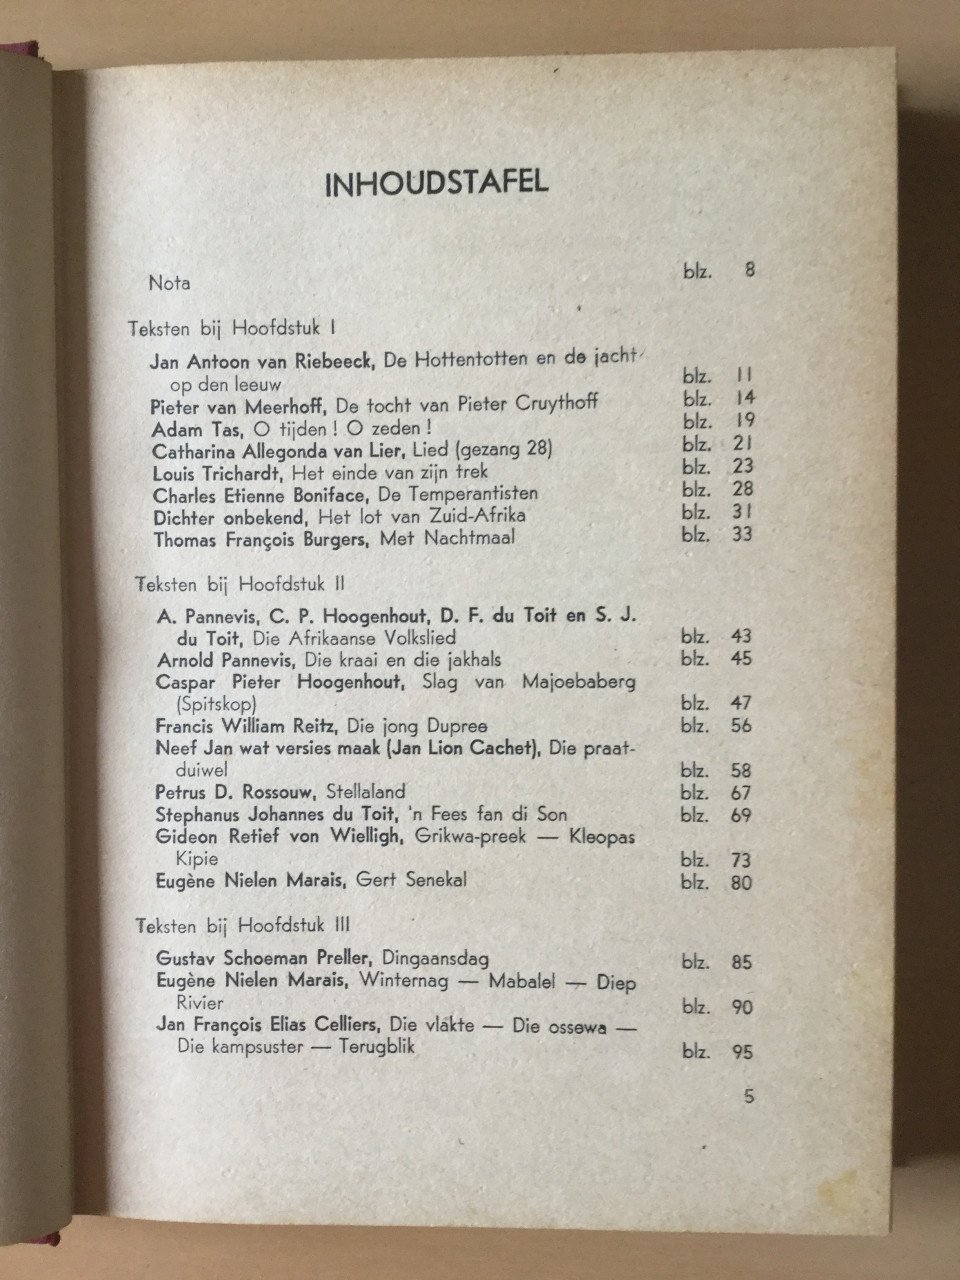 INHOUDSTAFEL
Nota blz. 8
Teksten bij Hoofdstuk I
Jan Antoon van Riebeeck, De Hottentotten en de jacht
op den leeuw blz. 11
Pieter van Meerhoff, De tocht van Pieter Cruythoff blz. 14
Adam Tas, O tijden ! O zeden ! blz. 19
Catharina Allegonda van Lier, Lied (gezang 28) blz. 21
Louis Trichardt, Het einde van zijn trek blz. 23
Charles Etienne Boniface, De Temperantisten blz. 28
Dichter onbekend, Het lot van Zuid-Afrika blz. 31
Thomas François Burgers, Met Nachtmaal blz. 33
Teksten bij Hoofdstuk II
A. Pannevis, C. P. Hoogenhout, D. F. du Toit en S. J.
du Toit, Die Afrikaanse Volkslied blz. 43
Arnold Pannevis, Die kraai en die jakhals blz. 45
Caspar Pieter Hoogenhout, Slag van Majoebaberg
(Spitskop) blz. 47
Francis William Reitz, Die jong Dupree blz. 56
Neef Jan wat versies maak (Jan Lion Cachet), Die praat-
duiwel blz. 58
Petrus D. Rossouw, Stellaland blz. 67
Stephanus Johannes du Toit, 'n Fees fan di Son blz. 69
Gideon Retief von Wielligh, Grikwa-preek — Kleopas
Kipie blz. 73
Eugène Nielen Marais, Gert Senekal blz. 80
Teksten bij Hoofdstuk III
Gustav Schoeman Preller, Dingaansdag blz. 85
Eugène Nielen Marais, Winternag — Mabalel — Diep
Rivier blz. 90
Jan François Elias Celliers, Die vlakte — Die ossewa —
Die kampsuster — Terugblik blz. 95
5